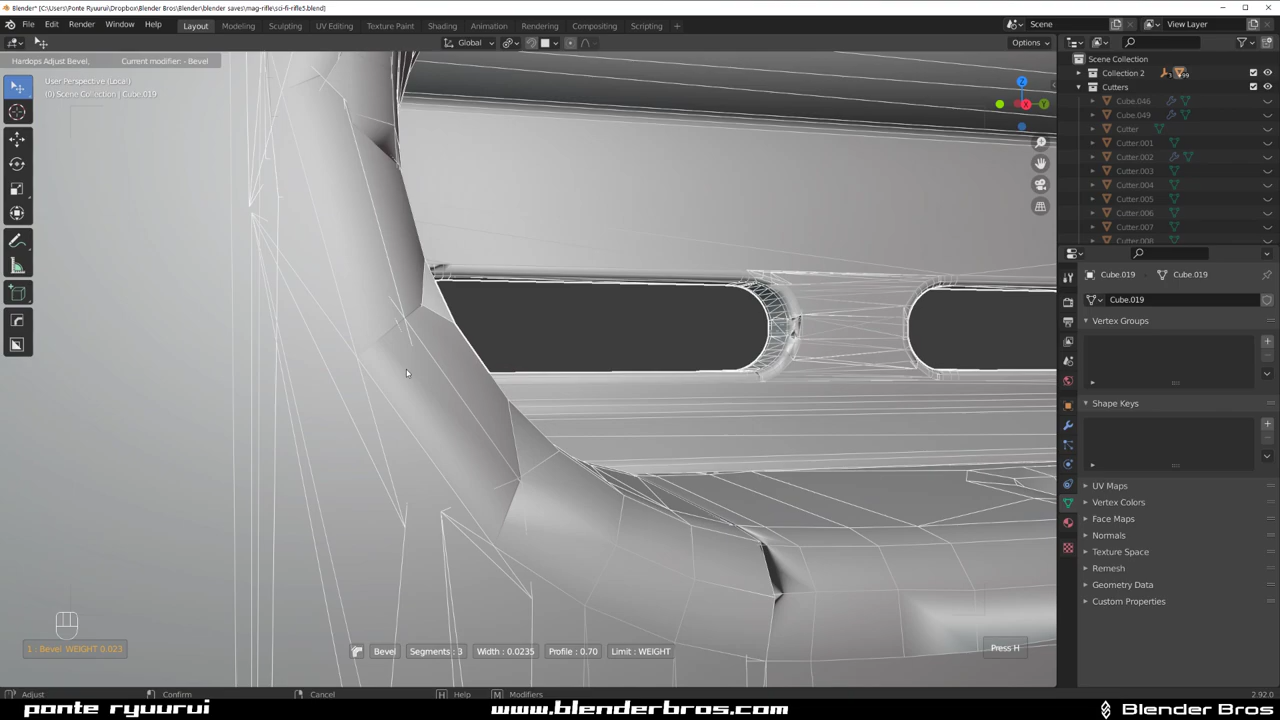 Blender* [C:\Users\Ponte Ryuurui\Dropbox\Blender\blender saves\mag-rifle\sci-fi-rifle5.blend]
File Edit Render Window Help Layout Modeling Sculpting UV Editing Texture Paint Shading Animation Rendering Compositing Scripting + Scene View Layer
Global Options
Hardops Adjust Bevel, Current modifier: - Bevel
User Perspective (Local)
(0) Scene Collection | Cube.019
Z
X
Y
Scene Collection
Collection 2
Cutters
Cube.046
Cube.049
Cutter
Cutter.001
Cutter.002
Cutter.003
Cutter.004
Cutter.005
Cutter.006
Cutter.007
Cutter.008
Cube.019 Cube.019
Cube.019
Vertex Groups
Shape Keys
UV Maps
Vertex Colors
Face Maps
Normals
Texture Space
Remesh
Geometry Data
Custom Properties
1 : Bevel WEIGHT 0.023
Bevel Segments : 3 Width : 0.0235 Profile : 0.70 Limit : WEIGHT
Press H
Adjust Confirm Cancel H Help M Modifiers 2.92.0
ponte ryuurui www.blenderbros.com Blender Bros